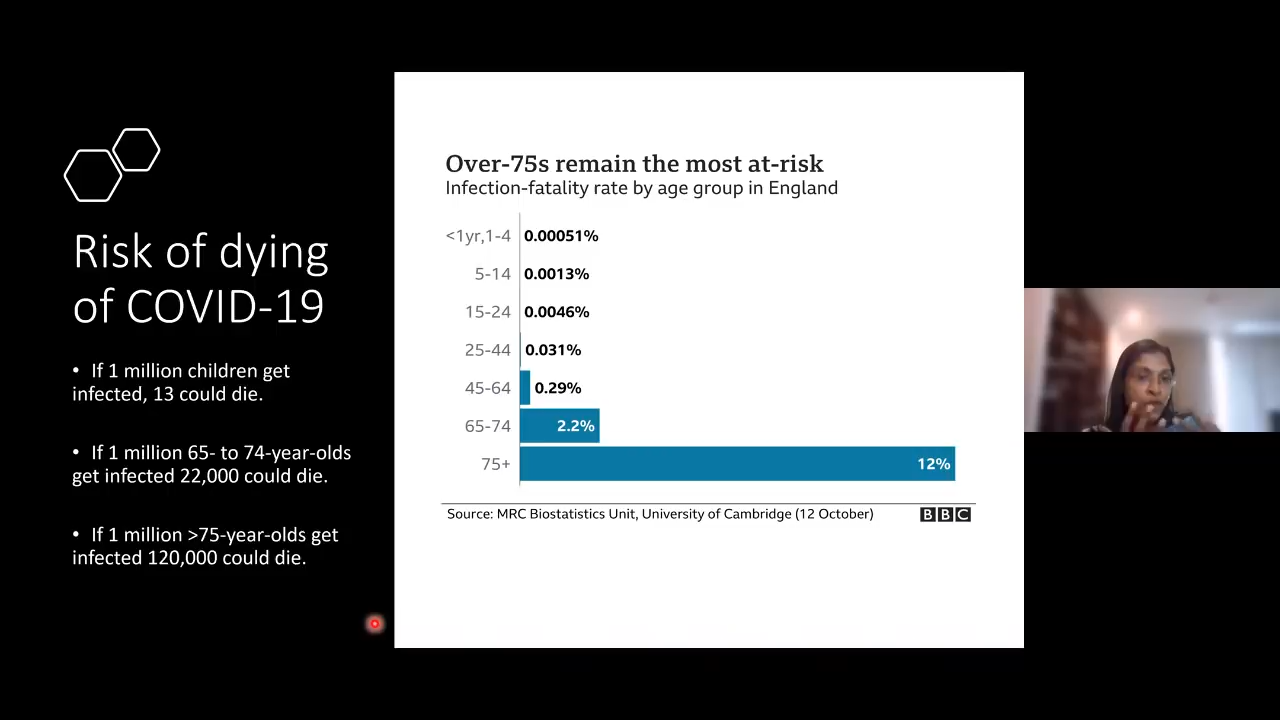 Risk of dying
of COVID-19
• If 1 million children get
infected, 13 could die.
• If 1 million 65- to 74-year-olds
get infected 22,000 could die.
• If 1 million >75-year-olds get
infected 120,000 could die.
Over-75s remain the most at-risk
Infection-fatality rate by age group in England
<1yr,1-4 0.00051%
5-14 0.0013%
15-24 0.0046%
25-44 0.031%
45-64 0.29%
65-74 2.2%
75+ 12%
Source: MRC Biostatistics Unit, University of Cambridge (12 October) BBC